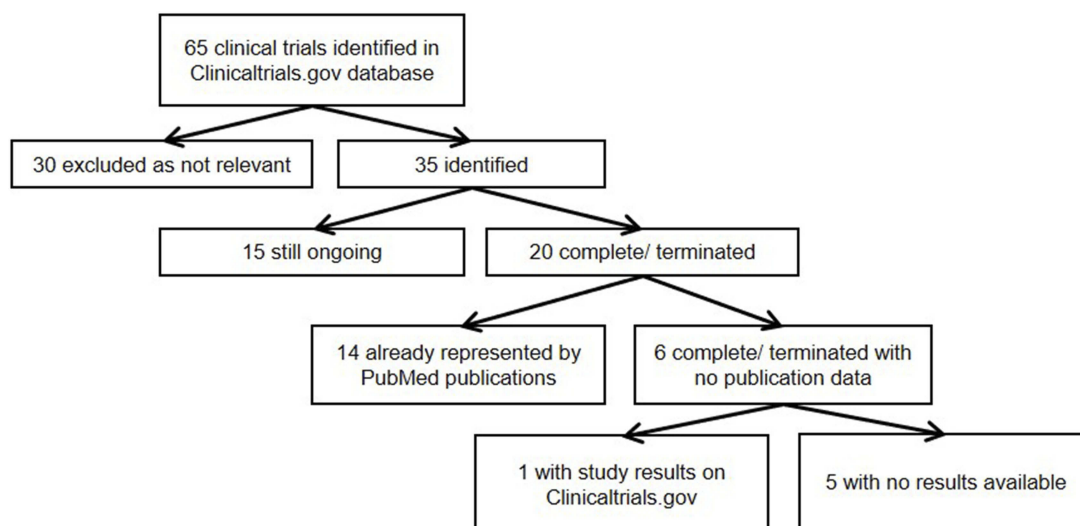 65 clinical trials identified in
Clinicaltrials.gov database
30 excluded as not relevant
35 identified
15 still ongoing
20 complete/ terminated
14 already represented by
PubMed publications
6 complete/ terminated with
no publication data
1 with study results on
Clinicaltrials.gov
5 with no results available